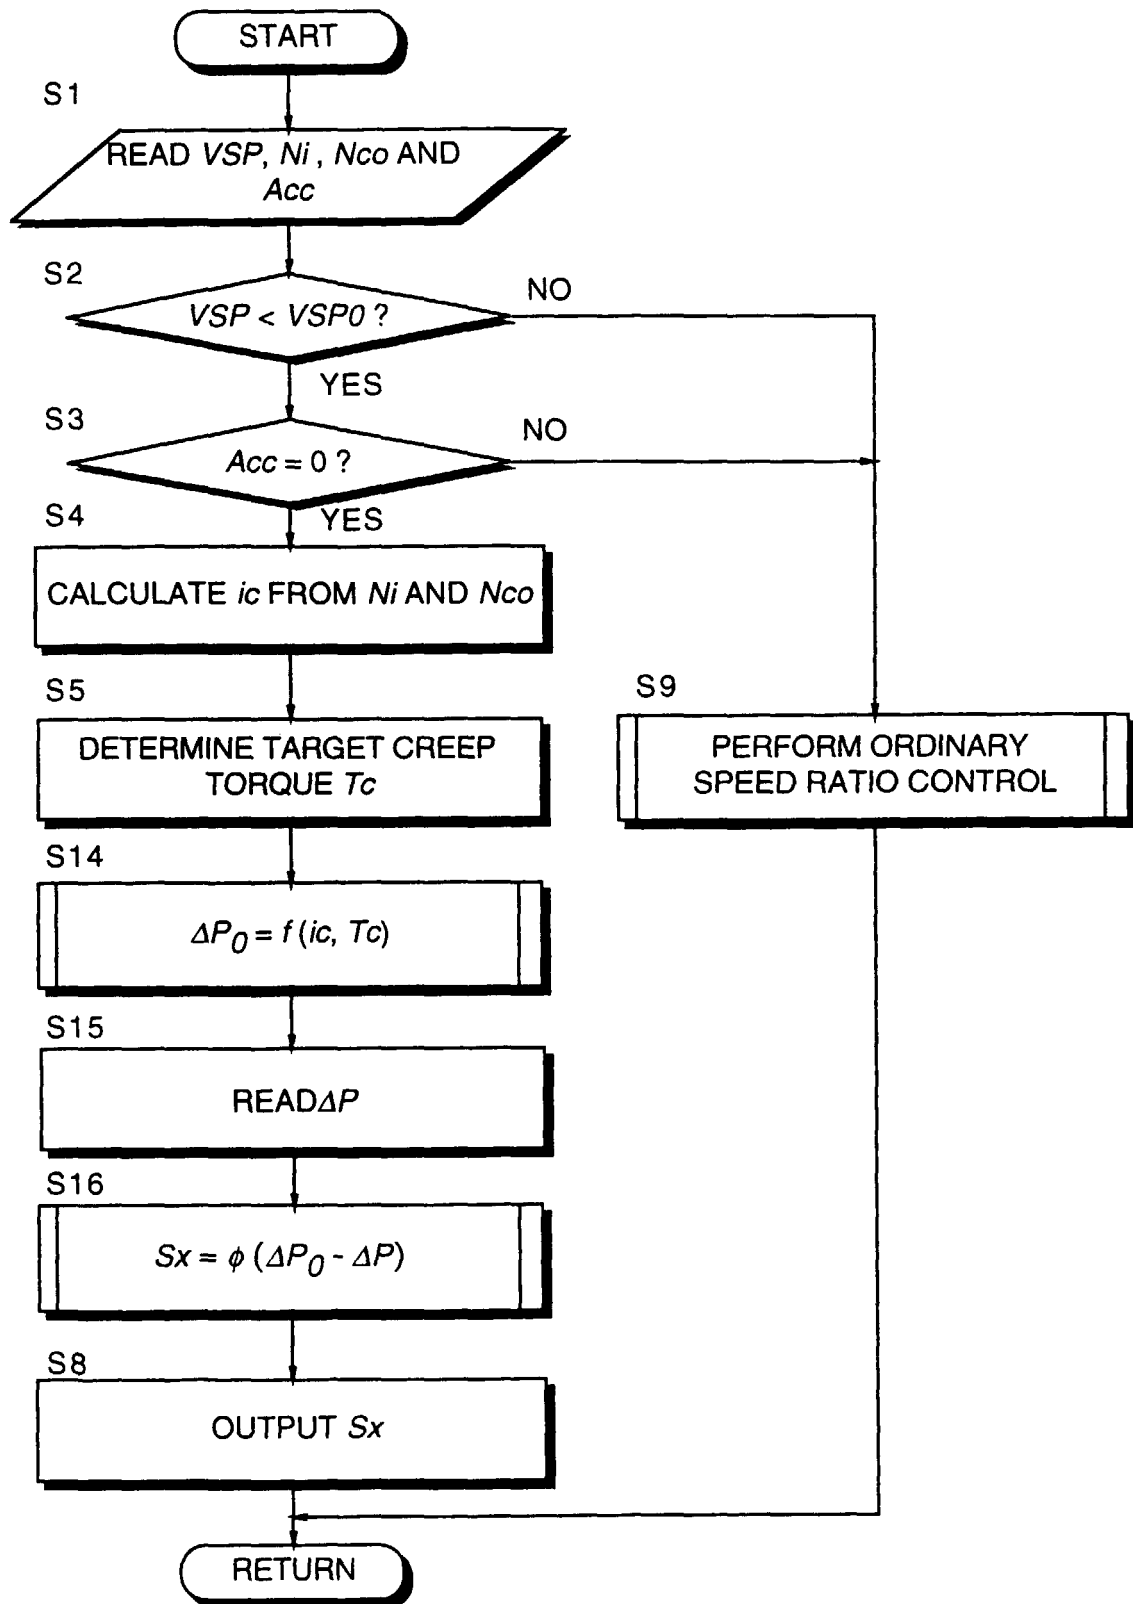 START
S1
READ VSP, Ni, Nco AND
Acc
S2
VSP < VSP0 ?
NO
YES
S3
Acc = 0 ?
NO
YES
S4
CALCULATE ic FROM Ni AND Nco
S5
DETERMINE TARGET CREEP
TORQUE Tc
S9
PERFORM ORDINARY
SPEED RATIO CONTROL
S14
ΔP0 = f (ic, Tc)
S15
READΔP
S16
Sx = φ (ΔP0 - ΔP)
S8
OUTPUT Sx
RETURN